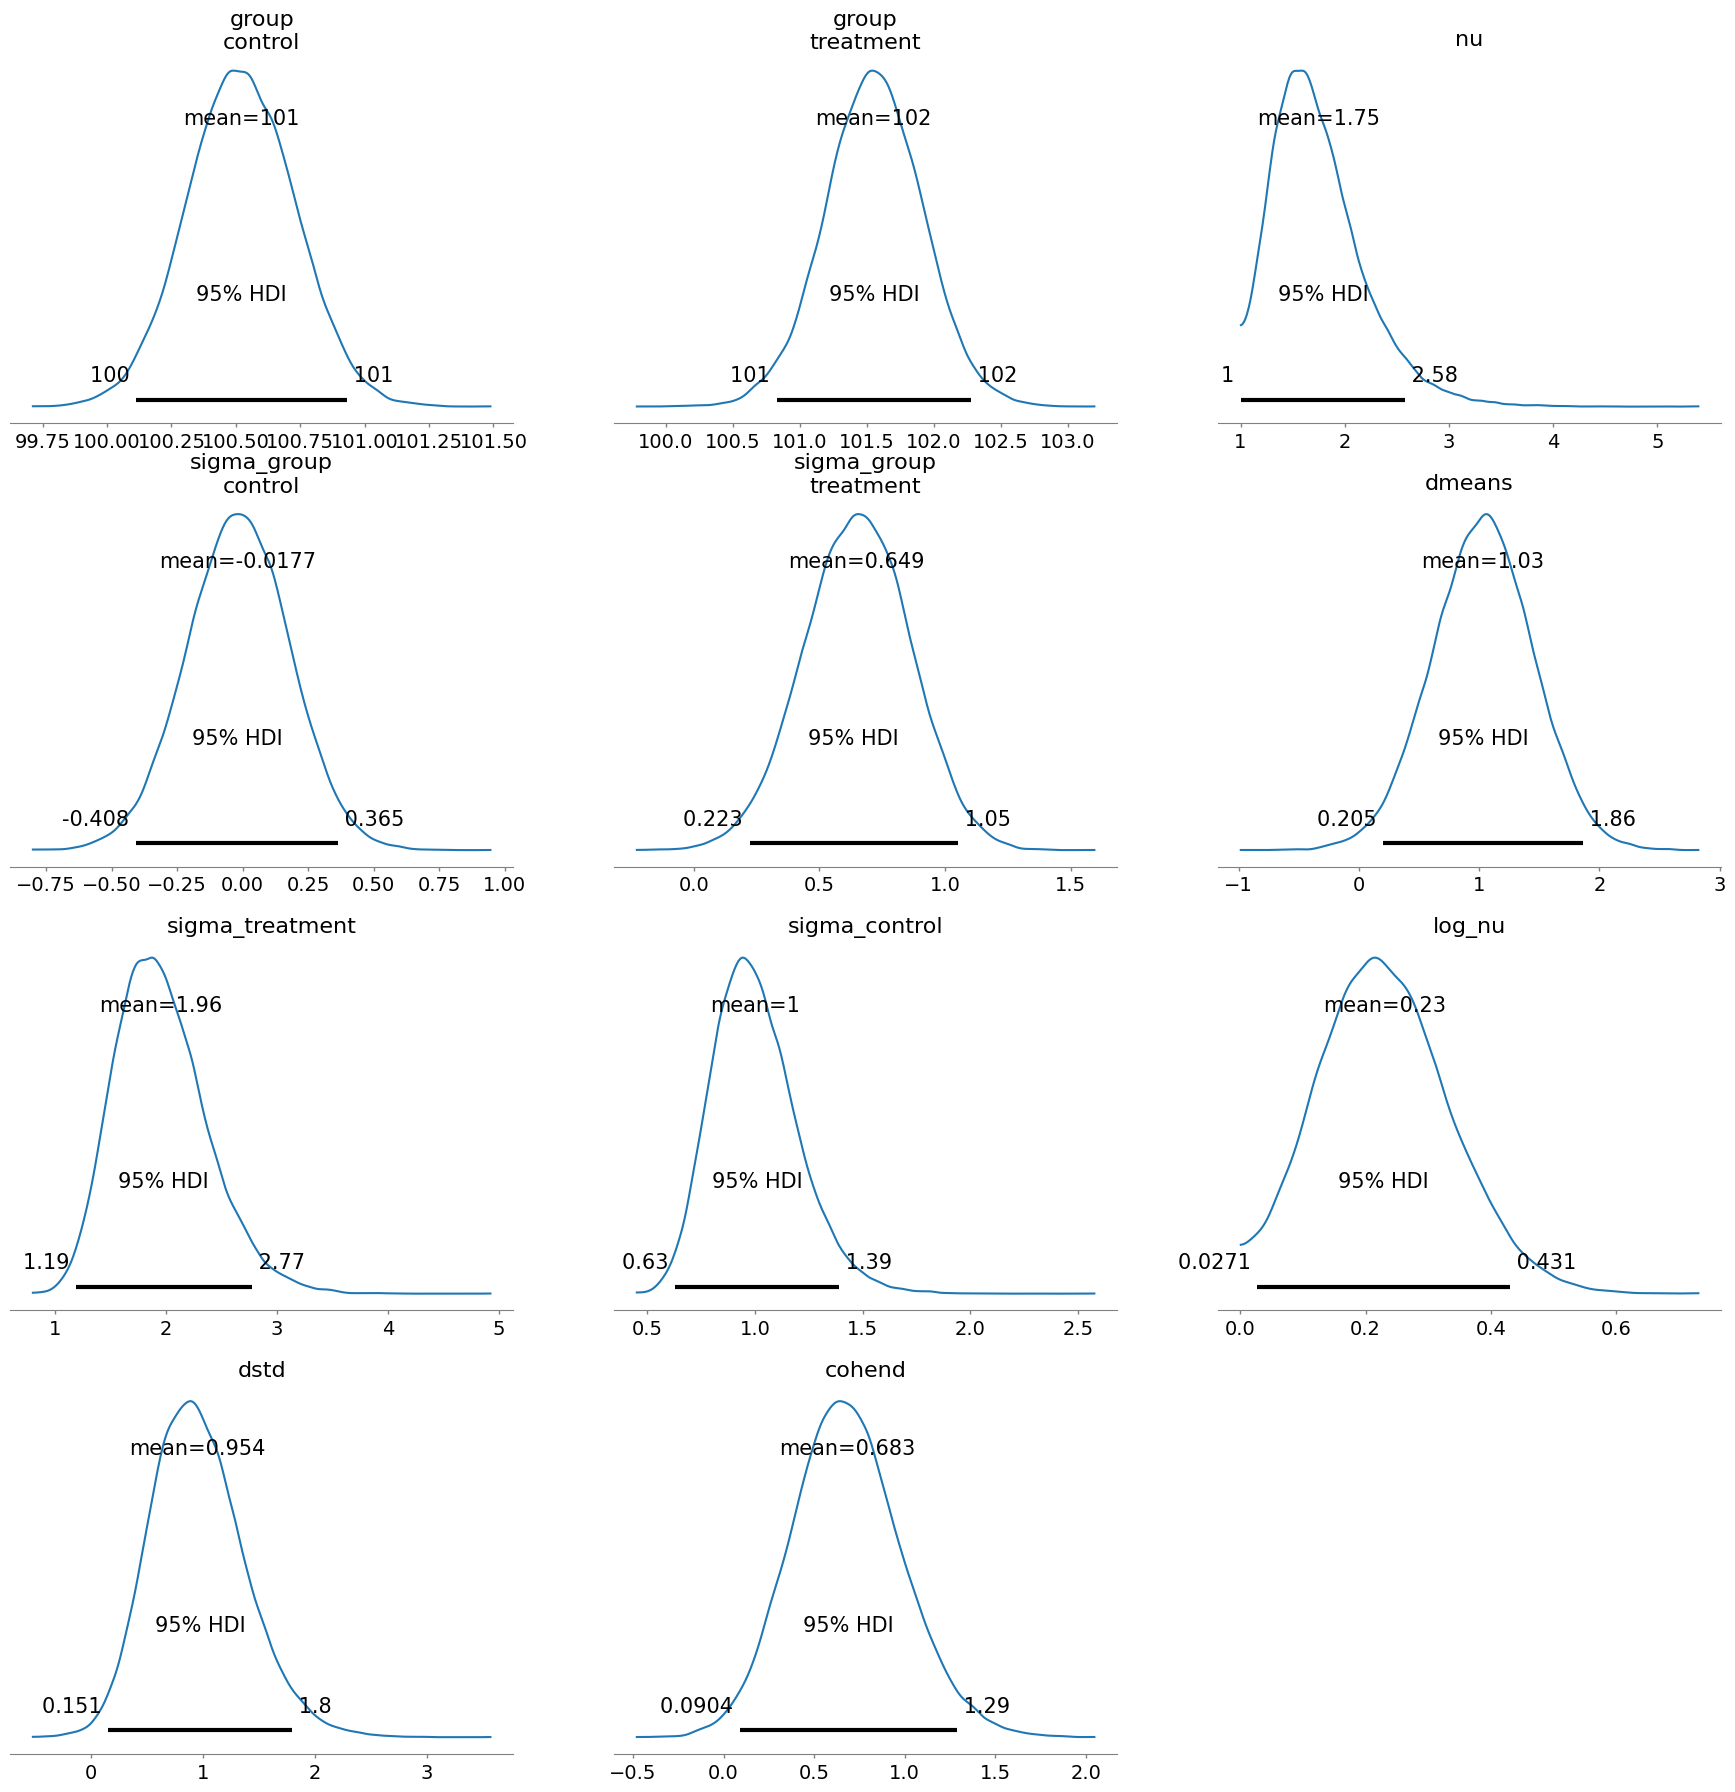 group
control
mean=101
95% HDI
100
101
99.75 100.00 100.25 100.50 100.75 101.00 101.25 101.50
group
treatment
mean=102
95% HDI
101
102
100.0 100.5 101.0 101.5 102.0 102.5 103.0
nu
mean=1.75
95% HDI
1
2.58
1 2 3 4 5
sigma_group
control
mean=-0.0177
95% HDI
-0.408
0.365
−0.75 −0.50 −0.25 0.00 0.25 0.50 0.75 1.00
sigma_group
treatment
mean=0.649
95% HDI
0.223
1.05
0.0 0.5 1.0 1.5
dmeans
mean=1.03
95% HDI
0.205
1.86
−1 0 1 2 3
sigma_treatment
mean=1.96
95% HDI
1.19
2.77
1 2 3 4 5
sigma_control
mean=1
95% HDI
0.63
1.39
0.5 1.0 1.5 2.0 2.5
log_nu
mean=0.23
95% HDI
0.0271
0.431
0.0 0.2 0.4 0.6
dstd
mean=0.954
95% HDI
0.151
1.8
0 1 2 3
cohend
mean=0.683
95% HDI
0.0904
1.29
−0.5 0.0 0.5 1.0 1.5 2.0